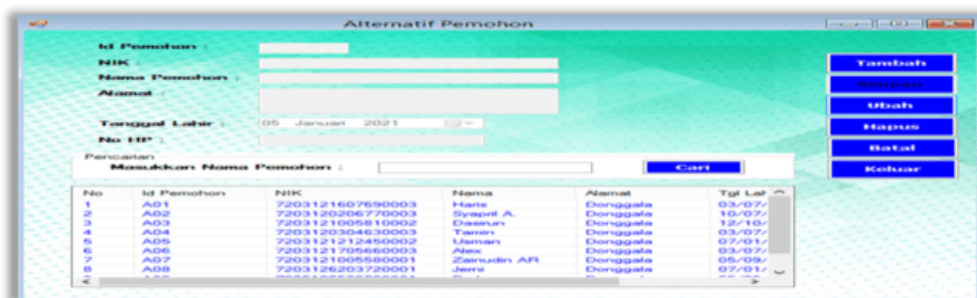 Alternatif Pemohon
Id Pemohon :
NIK :
Nama Pemohon :
Alamat :
Tanggal Lahir :
05 Januari 2021
No HP :
Tambah
Ubah
Hapus
Batal
Keluar
Pencarian
Masukkan Nama Pemohon :
Cari
No Id Pemohon NIK Nama Alamat Tgl Lah
1 A01 7203121607690003 Haris Donggala 03/07/
2 A02 7203120206770003 Syapril A. Donggala 10/07/
3 A03 7203121005810002 Dasrun Donggala 12/10/
4 A04 7203120304630003 Tamin Donggala 03/07/
5 A05 7203121212450002 Usman Donggala 07/01/
6 A06 7203121705660003 Alex Donggala 03/07/
7 A07 7203121005580001 Zainudin AR Donggala 05/09/
8 A08 7203126203720001 Jemi Donggala 07/01/